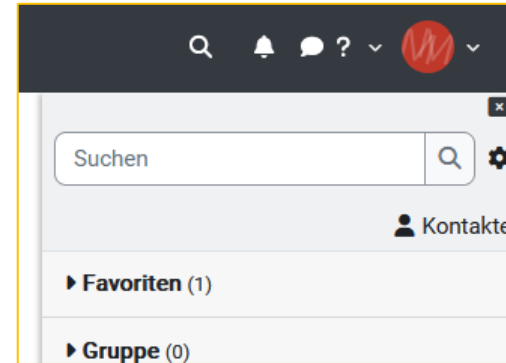 ?
Suchen
Kontakte
Favoriten (1)
Gruppe (0)